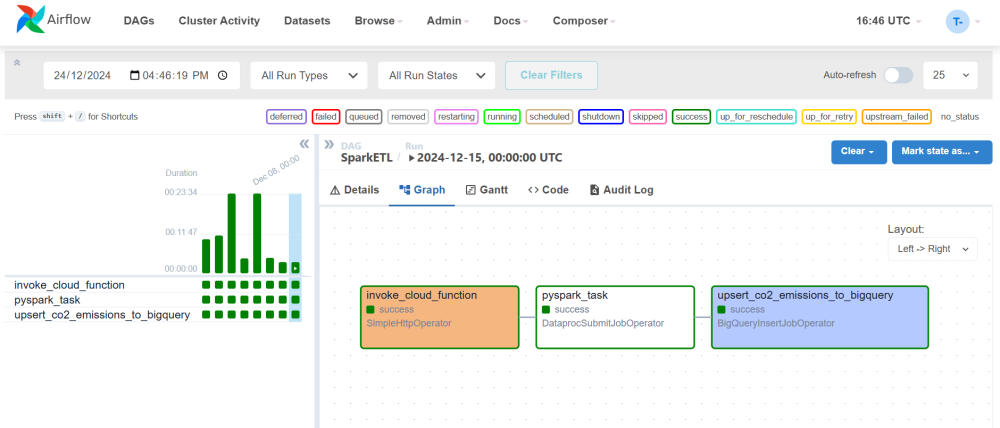 Airflow DAGs Cluster Activity Datasets Browse Admin Docs Composer 16:46 UTC T-
24/12/2024 04:46:19 PM All Run Types All Run States Clear Filters Auto-refresh 25
Press shift + / for Shortcuts deferred failed queued removed restarting running scheduled shutdown skipped success up_for_reschedule up_for_retry upstream_failed no_status
DAG Run
SparkETL / 2024-12-15, 00:00:00 UTC Clear Mark state as...
Dec 08, 00:00
Duration
00:23:34
00:11:47
00:00:00
invoke_cloud_function
pyspark_task
upsert_co2_emissions_to_bigquery
Details Graph Gantt <> Code Audit Log
Layout:
Left -> Right
invoke_cloud_function
success
SimpleHttpOperator
pyspark_task
success
DataprocSubmitJobOperator
upsert_co2_emissions_to_bigquery
success
BigQueryInsertJobOperator